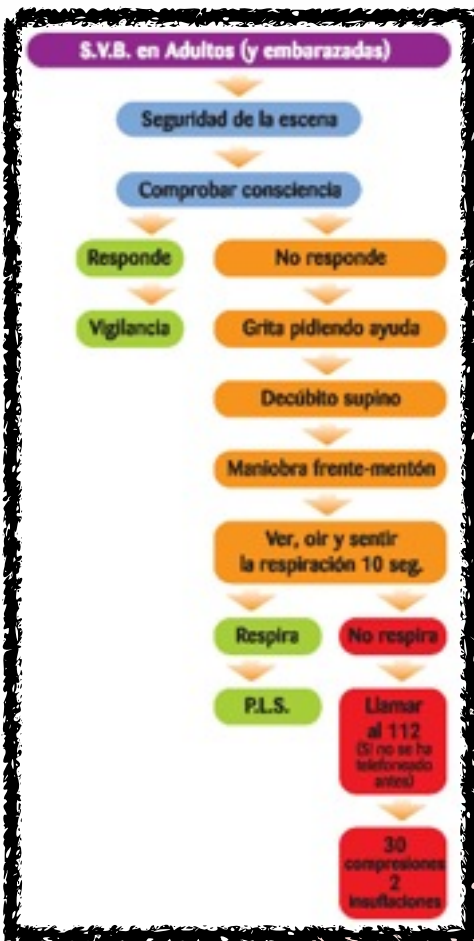 S.V.B. en Adultos (y embarazadas)
Seguridad de la escena
Comprobar consciencia
Responde
No responde
Vigilancia
Grita pidiendo ayuda
Decúbito supino
Maniobra frente-mentón
Ver, oir y sentir
la respiración 10 seg.
Respira
No respira
P.L.S.
Llamar
al 112
(Si no se ha
telefoneado
antes)
30
compresiones
2
insuflaciones